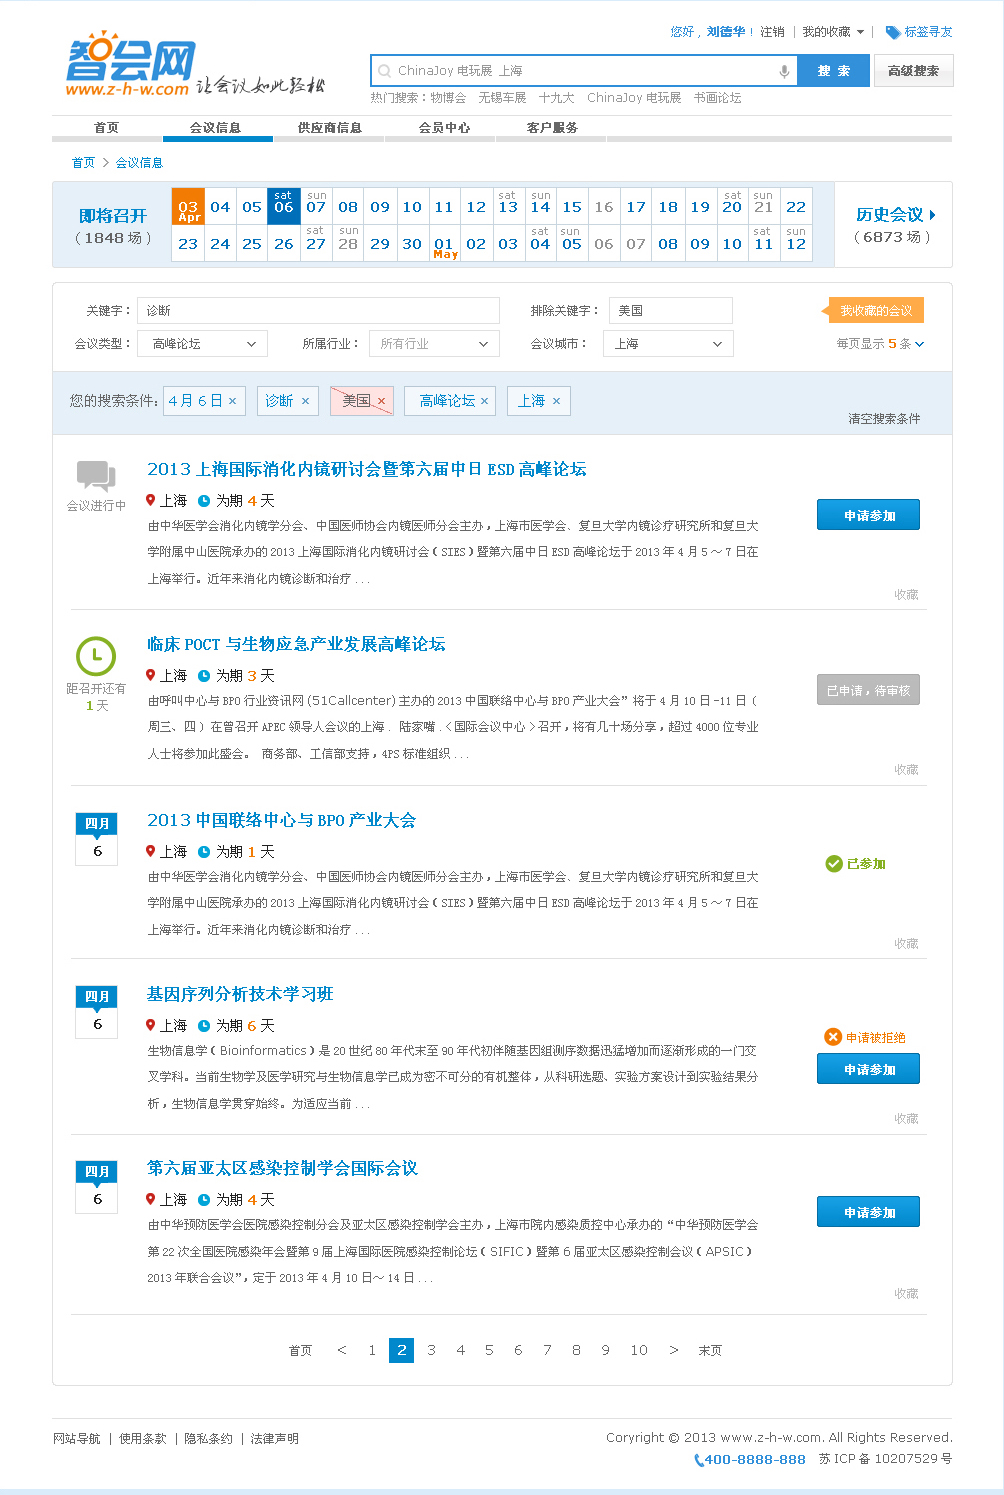 您好，刘德华！ 注销 | 我的收藏 | 标签寻友
智会网
www.z-h-w.com 让会议如此轻松
ChinaJoy 电玩展 上海
搜 索
高级搜索
热门搜索：物博会 无锡车展 十九大 ChinaJoy 电玩展 书画论坛
首页 会议信息 供应商信息 会员中心 客户服务
首页 > 会议信息
即将召开
（1848 场）
sat sun sat sun sat sun
03 04 05 06 07 08 09 10 11 12 13 14 15 16 17 18 19 20 21 22
Apr
sat sun sat sun sat sun
23 24 25 26 27 28 29 30 01 02 03 04 05 06 07 08 09 10 11 12
May
历史会议
（6873 场）
关键字： 诊断 排除关键字： 美国 我收藏的会议
会议类型： 高峰论坛 所属行业： 所有行业 会议城市： 上海 每页显示 5 条
您的搜索条件： 4 月 6 日 × 诊断 × 美国 × 高峰论坛 × 上海 ×
清空搜索条件
会议进行中
2013 上海国际消化内镜研讨会暨第六届中日 ESD 高峰论坛
上海 为期 4 天
由中华医学会消化内镜学分会、中国医师协会内镜医师分会主办，上海市医学会、复旦大学内镜诊疗研究所和复旦大
学附属中山医院承办的 2013 上海国际消化内镜研讨会（SIES）暨第六届中日 ESD 高峰论坛于 2013 年 4 月 5 ～ 7 日在
上海举行。近年来消化内镜诊断和治疗 . . .
申请参加
收藏
距召开还有
1 天
临床 POCT 与生物应急产业发展高峰论坛
上海 为期 3 天
由呼叫中心与 BPO 行业资讯网 (51Callcenter) 主办的 2013 中国联络中心与 BPO 产业大会” 将于 4 月 10 日 -11 日（
周三、四）在曾召开 APEC 领导人会议的上海 . 陆家嘴 .< 国际会议中心 > 召开，将有几十场分享，超过 4000 位专业
人士将参加此盛会。 商务部、工信部支持，4PS 标准组织 . . .
已申请，待审核
收藏
四月
6
2013 中国联络中心与 BPO 产业大会
上海 为期 1 天
由中华医学会消化内镜学分会、中国医师协会内镜医师分会主办，上海市医学会、复旦大学内镜诊疗研究所和复旦大
学附属中山医院承办的 2013 上海国际消化内镜研讨会（SIES）暨第六届中日 ESD 高峰论坛于 2013 年 4 月 5 ～ 7 日在
上海举行。近年来消化内镜诊断和治疗 . . .
已参加
收藏
四月
6
基因序列分析技术学习班
上海 为期 6 天
生物信息学（Bioinformatics）是 20 世纪 80 年代末至 90 年代初伴随基因组测序数据迅猛增加而逐渐形成的一门交
叉学科。当前生物学及医学研究与生物信息学已成为密不可分的有机整体，从科研选题、实验方案设计到实验结果分
析，生物信息学贯穿始终。为适应当前 . . .
申请被拒绝
申请参加
收藏
四月
6
第六届亚太区感染控制学会国际会议
上海 为期 4 天
由中华预防医学会医院感染控制分会及亚太区感染控制学会主办，上海市院内感染质控中心承办的 “中华预防医学会
第 22 次全国医院感染年会暨第 9 届上海国际医院感染控制论坛（SIFIC）暨第 6 届亚太区感染控制会议（APSIC）
2013 年联合会议”，定于 2013 年 4 月 10 日～ 14 日 . . .
申请参加
收藏
首页 < 1 2 3 4 5 6 7 8 9 10 > 末页
网站导航 | 使用条款 | 隐私条约 | 法律声明
Coryright © 2013 www.z-h-w.com. All Rights Reserved.
400-8888-888 苏 ICP 备 10207529 号